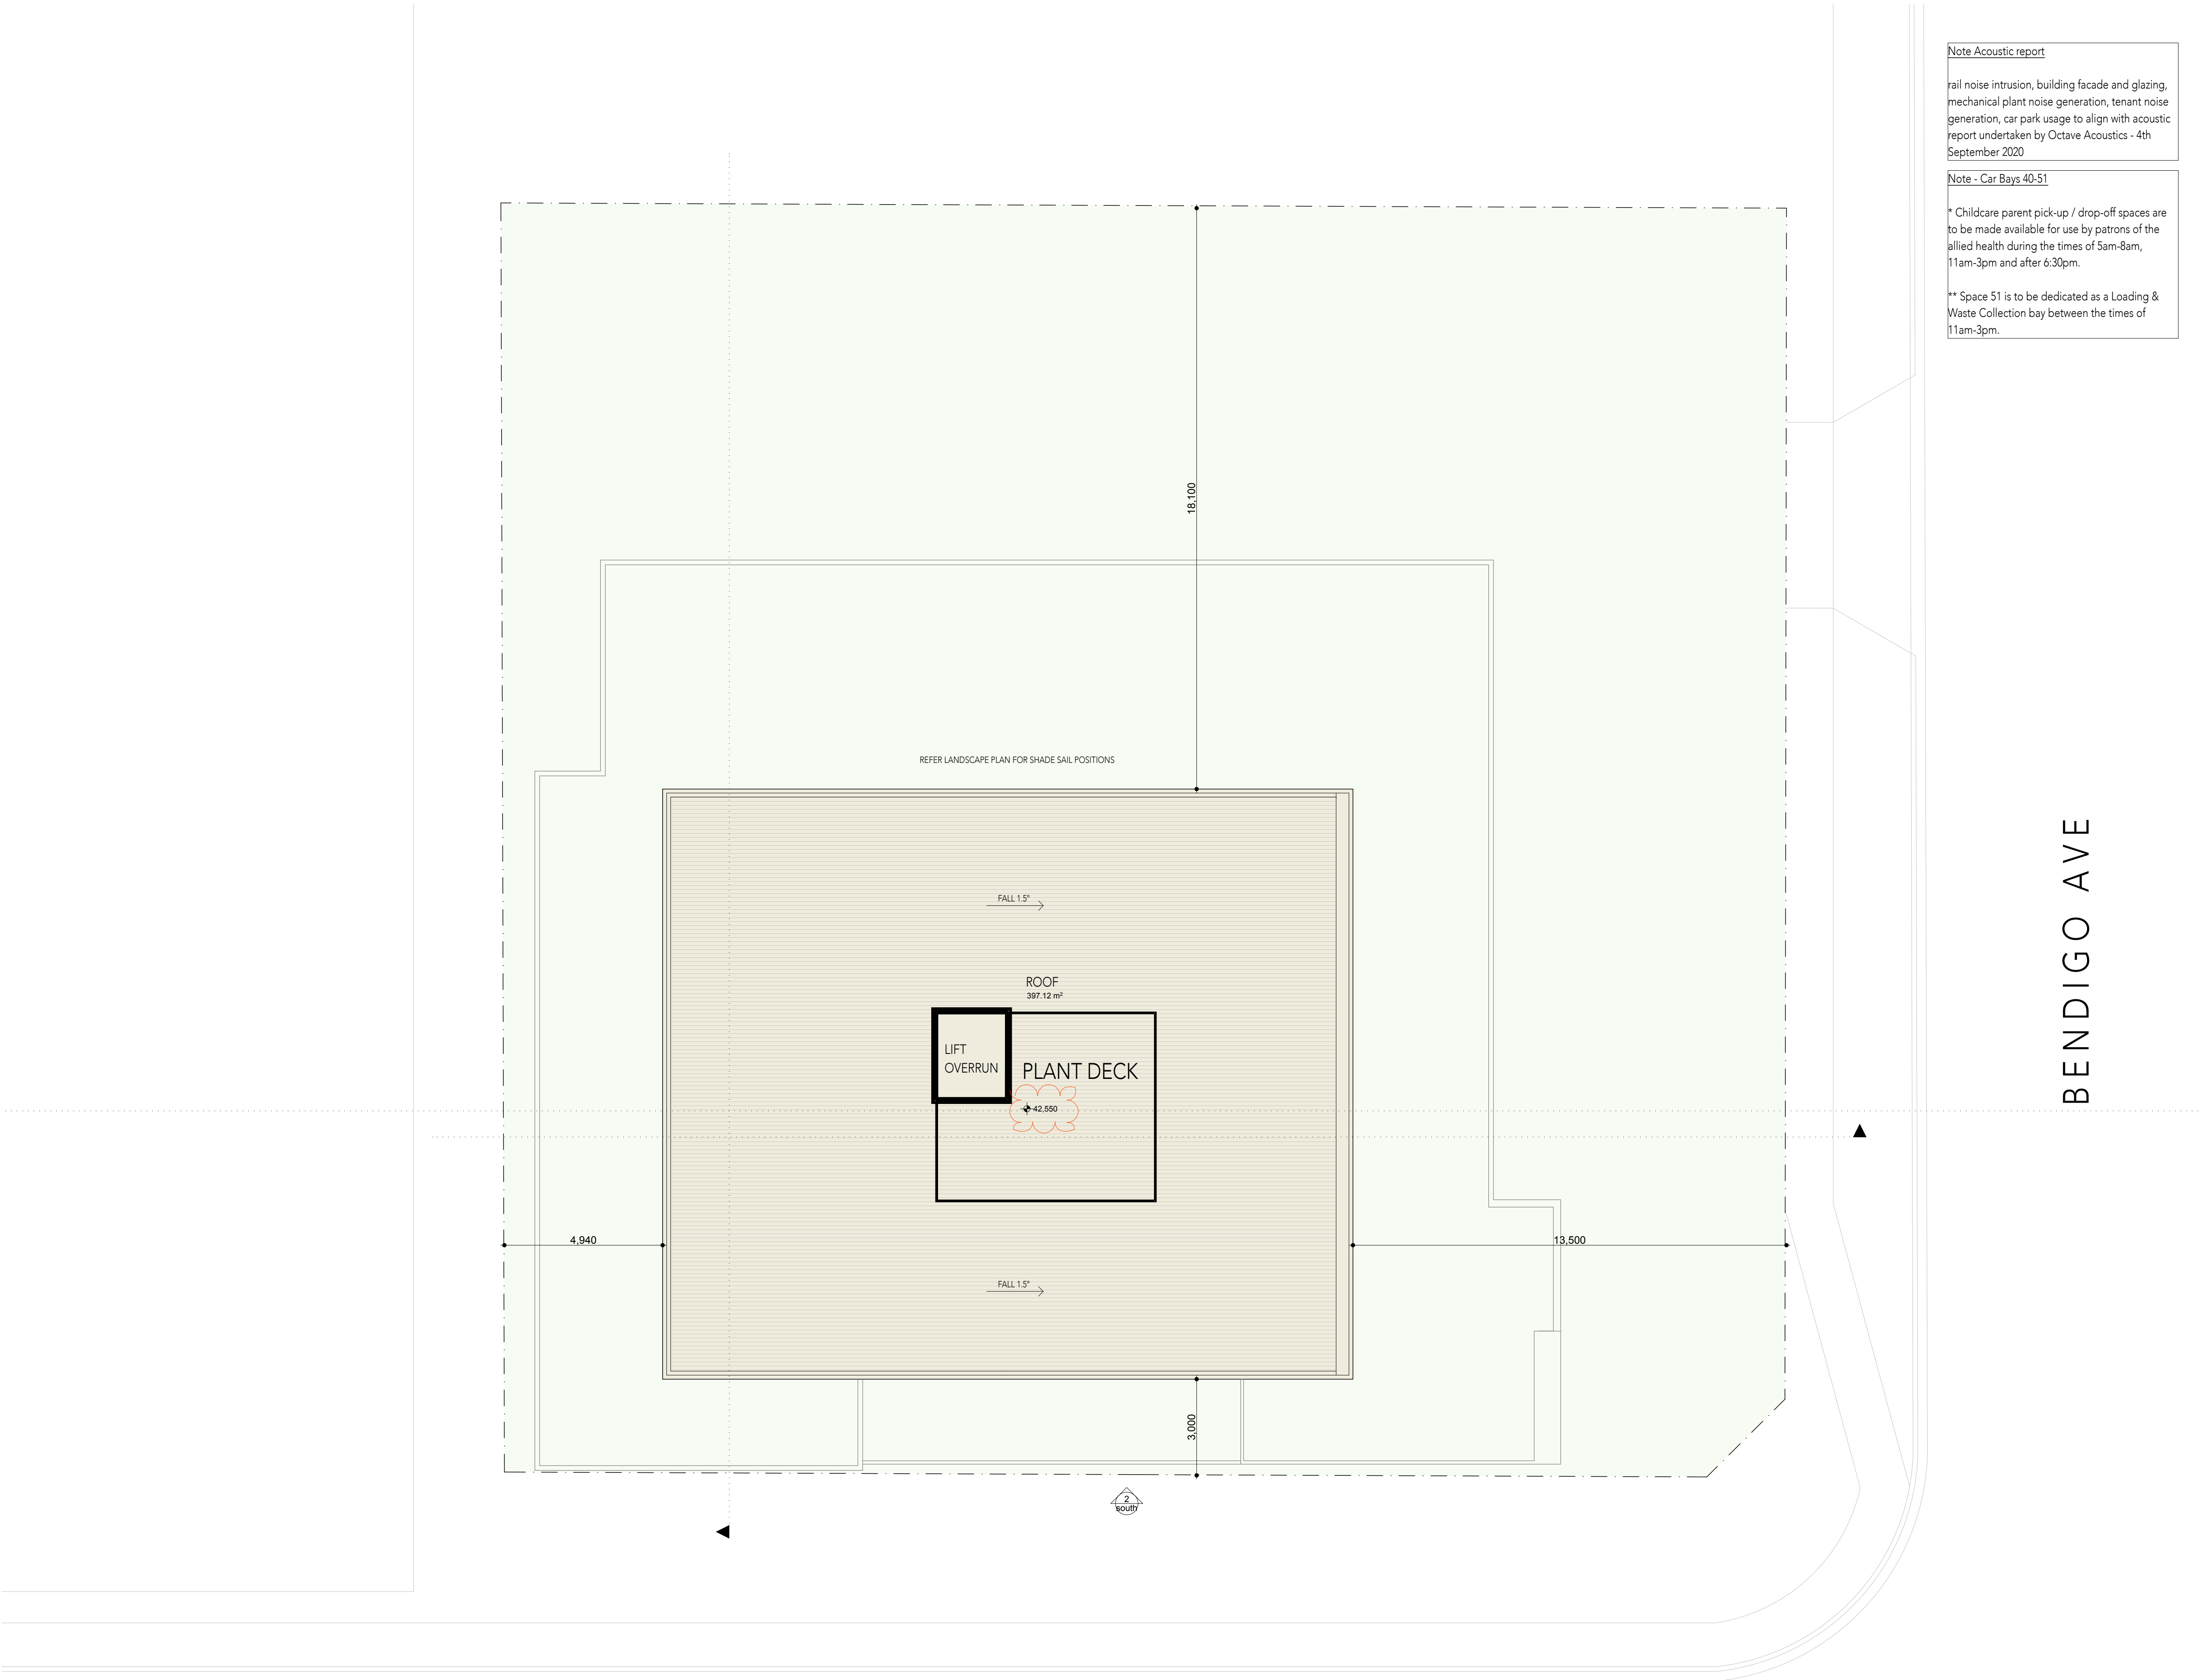 Note Acoustic report
rail noise intrusion, building facade and glazing,
mechanical plant noise generation, tenant noise
generation, car park usage to align with acoustic
report undertaken by Octave Acoustics - 4th
September 2020
Note - Car Bays 40-51
* Childcare parent pick-up / drop-off spaces are
to be made available for use by patrons of the
allied health during the times of 5am-8am,
11am-3pm and after 6:30pm.
** Space 51 is to be dedicated as a Loading &
Waste Collection bay between the times of
11am-3pm.
18,100
REFER LANDSCAPE PLAN FOR SHADE SAIL POSITIONS
FALL 1.5°
ROOF
397.12 m²
LIFT
OVERRUN
PLANT DECK
42,550
BENDIGO AVE
4,940
13,500
FALL 1.5°
3,000
2
south